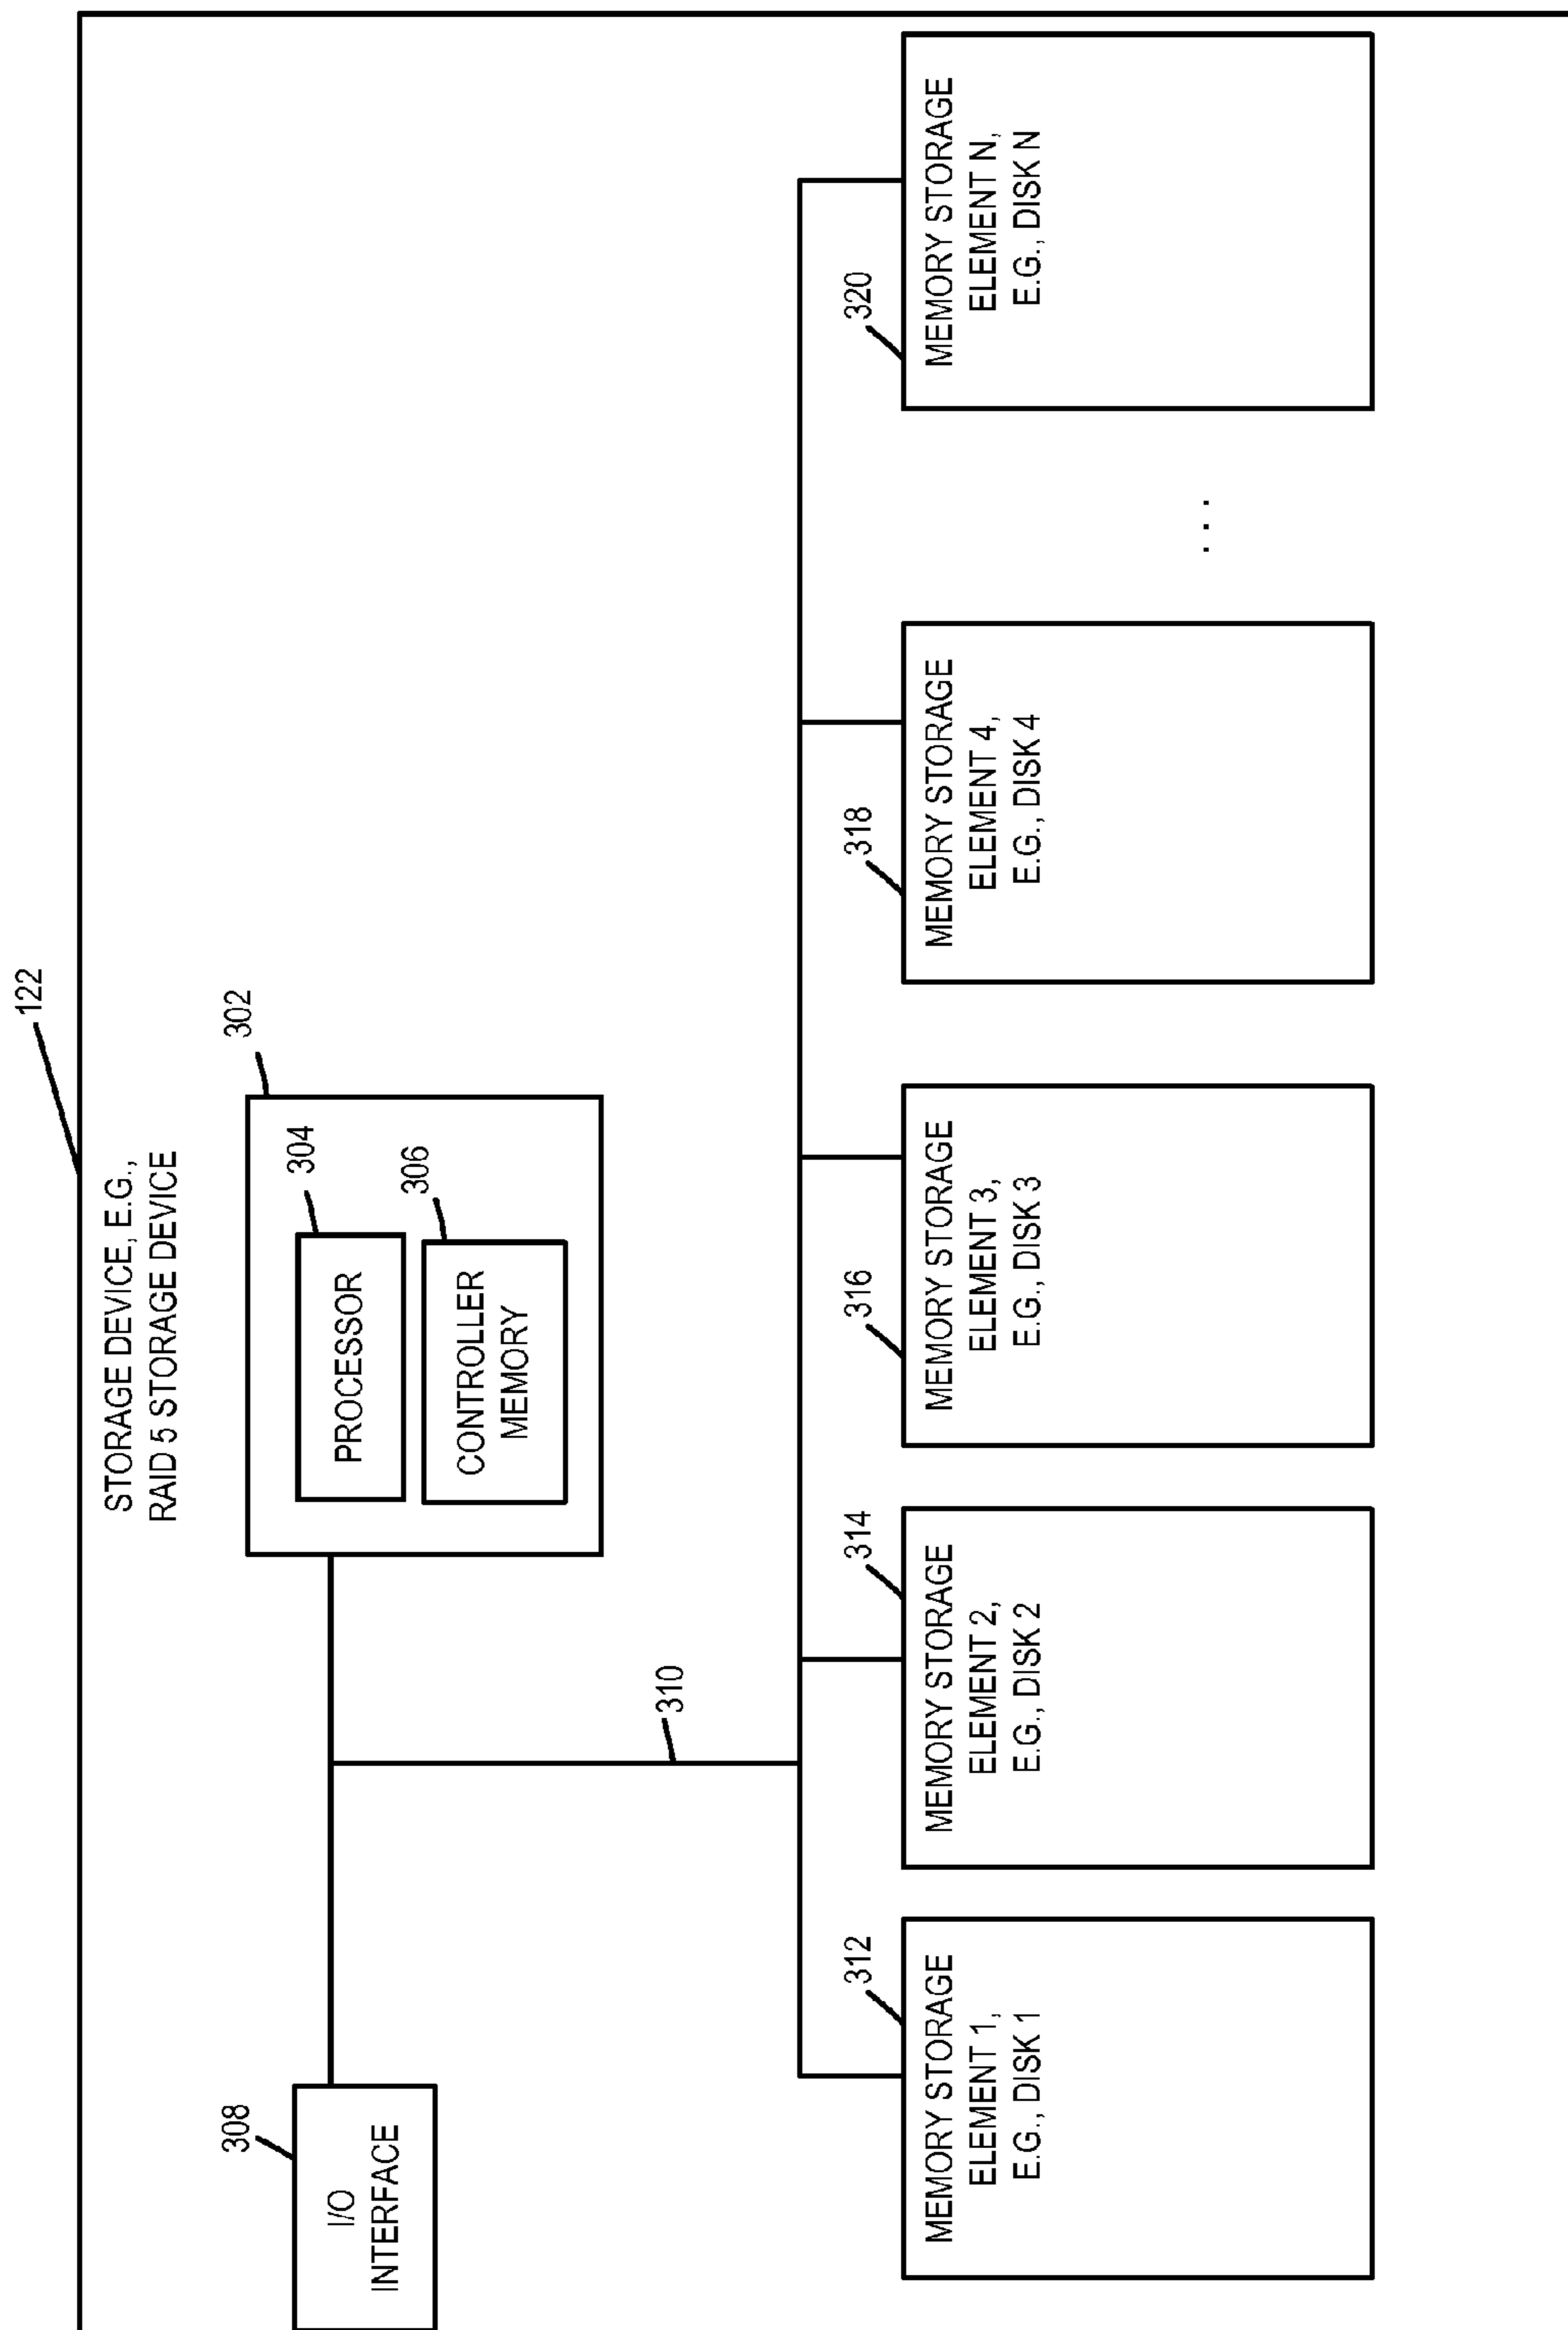 122
STORAGE DEVICE, E.G.,
RAID 5 STORAGE DEVICE
308
I/O
INTERFACE
302
304
PROCESSOR
306
CONTROLLER
MEMORY
310
312
MEMORY STORAGE
ELEMENT 1,
E.G., DISK 1
314
MEMORY STORAGE
ELEMENT 2,
E.G., DISK 2
316
MEMORY STORAGE
ELEMENT 3,
E.G., DISK 3
318
MEMORY STORAGE
ELEMENT 4,
E.G., DISK 4
. . .
320
MEMORY STORAGE
ELEMENT N,
E.G., DISK N